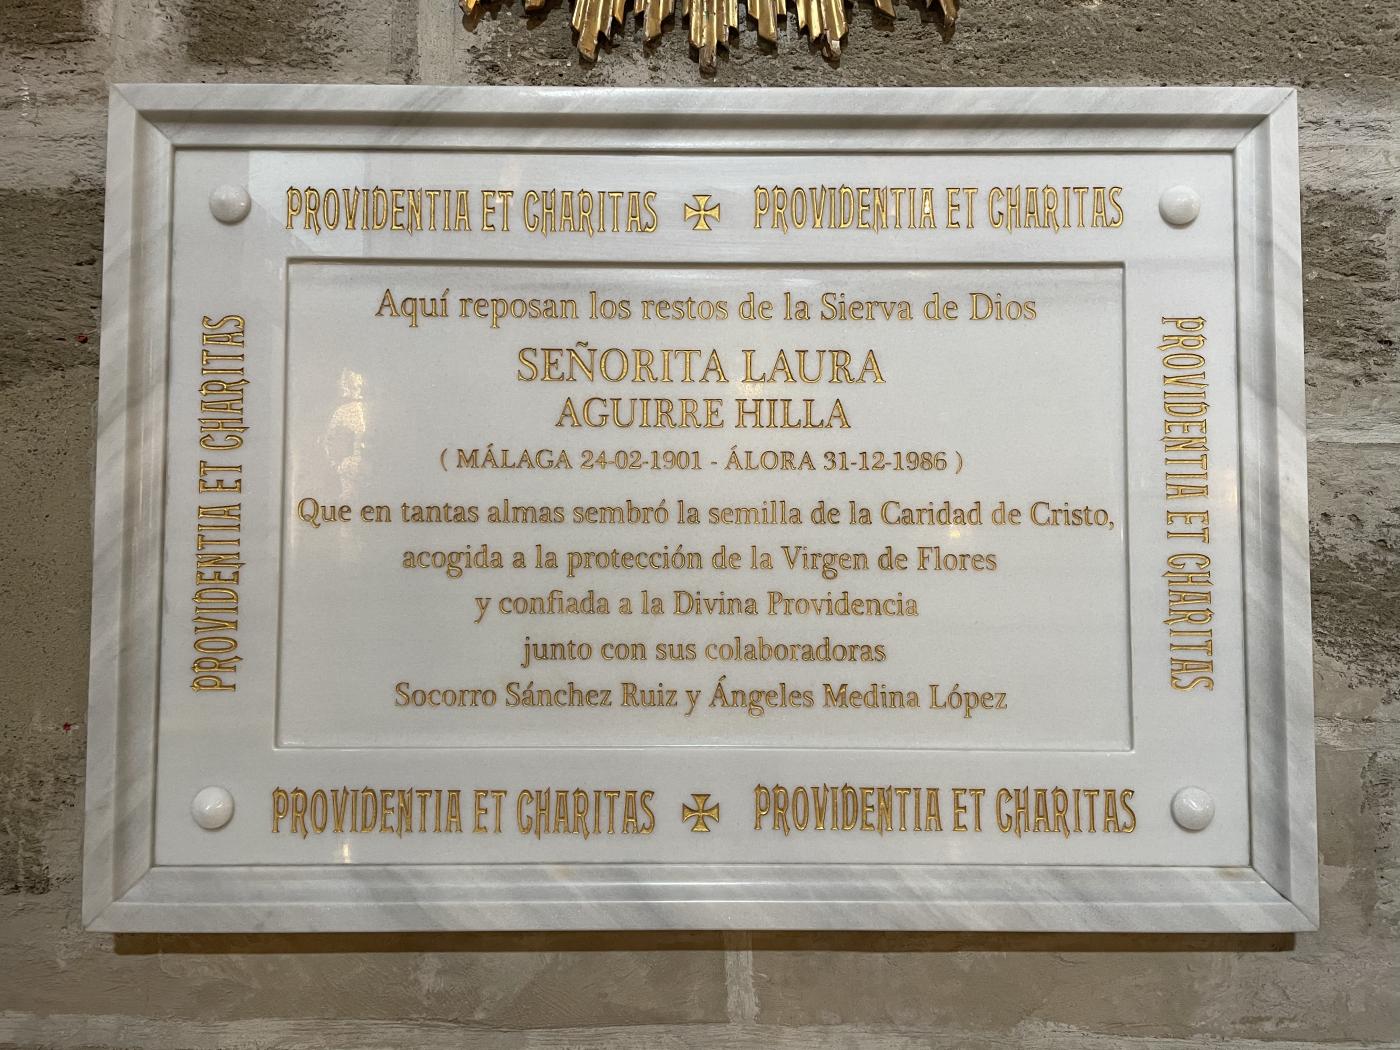 PROVIDENTIA ET CHARITAS ✠ PROVIDENTIA ET CHARITAS
PROVIDENTIA ET CHARITAS
Aquí reposan los restos de la Sierva de Dios
SEÑORITA LAURA
AGUIRRE HILLA
( MÁLAGA 24-02-1901 - ÁLORA 31-12-1986 )
Que en tantas almas sembró la semilla de la Caridad de Cristo,
acogida a la protección de la Virgen de Flores
y confiada a la Divina Providencia
junto con sus colaboradoras
Socorro Sánchez Ruiz y Ángeles Medina López
PROVIDENTIA ET CHARITAS
PROVIDENTIA ET CHARITAS ✠ PROVIDENTIA ET CHARITAS